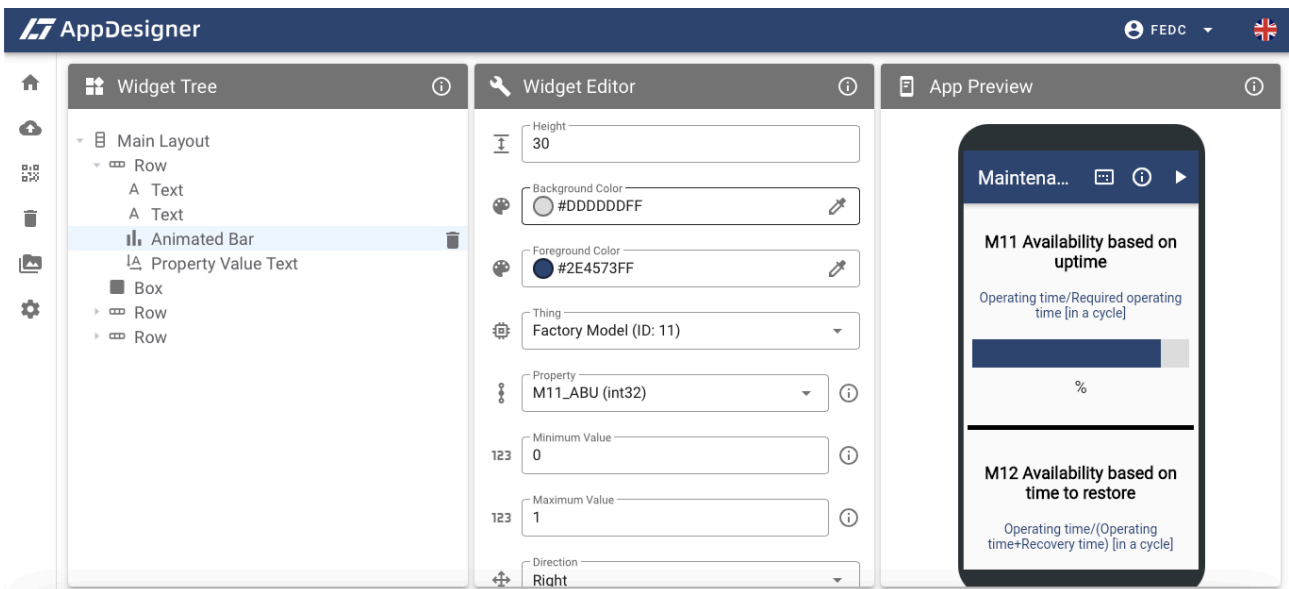 AppDesigner
FEDC
Widget Tree
Main Layout
Row
Text
Text
Animated Bar
Property Value Text
Box
Row
Row
Widget Editor
Height
30
Background Color
#DDDDDDFF
Foreground Color
#2E4573FF
Thing
Factory Model (ID: 11)
Property
M11_ABU (int32)
123
Minimum Value
0
123
Maximum Value
1
Direction
Right
App Preview
Maintena...
M11 Availability based on
uptime
Operating time/Required operating
time [in a cycle]
%
M12 Availability based on
time to restore
Operating time/(Operating
time+Recovery time) [in a cycle]